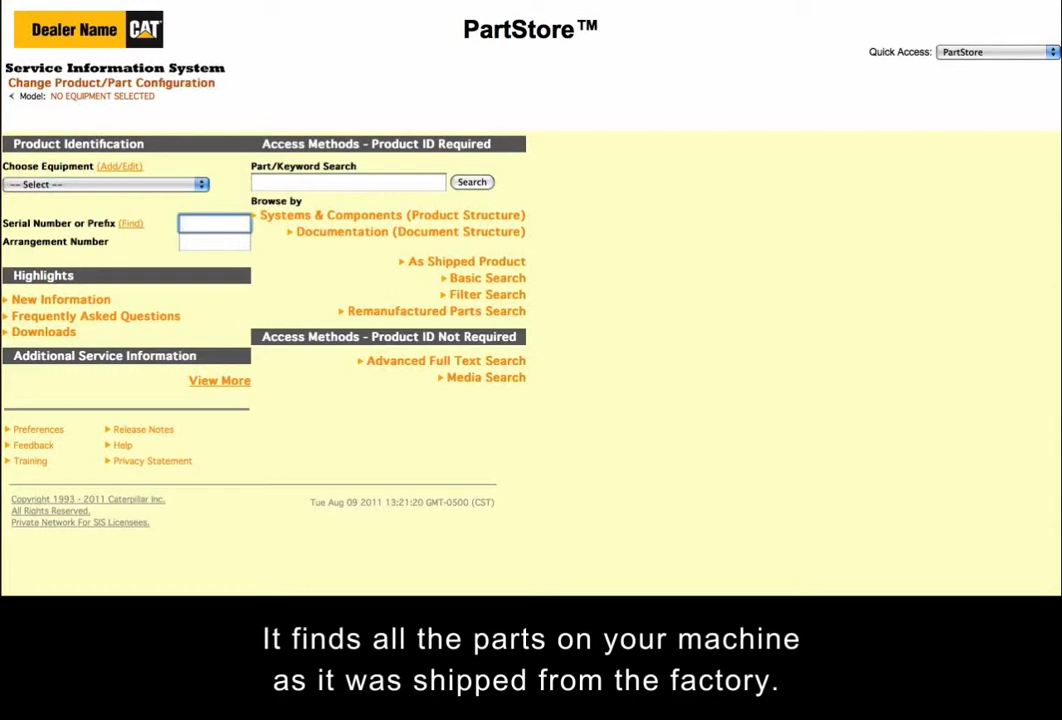 Dealer Name CAT
PartStore™
Quick Access: PartStore
Service Information System
Change Product/Part Configuration
< Model: NO EQUIPMENT SELECTED
Product Identification
Choose Equipment (Add/Edit)
-- Select --
Serial Number or Prefix (Find)
Arrangement Number
Highlights
New Information
Frequently Asked Questions
Downloads
Additional Service Information
View More
Access Methods - Product ID Required
Part/Keyword Search
Search
Browse by
Systems & Components (Product Structure)
Documentation (Document Structure)
As Shipped Product
Basic Search
Filter Search
Remanufactured Parts Search
Access Methods - Product ID Not Required
Advanced Full Text Search
Media Search
Preferences
Release Notes
Feedback
Help
Training
Privacy Statement
Copyright 1993 - 2011 Caterpillar Inc.
All Rights Reserved.
Private Network For SIS Licensees.
Tue Aug 09 2011 13:21:20 GMT-0500 (CST)
It finds all the parts on your machine
as it was shipped from the factory.